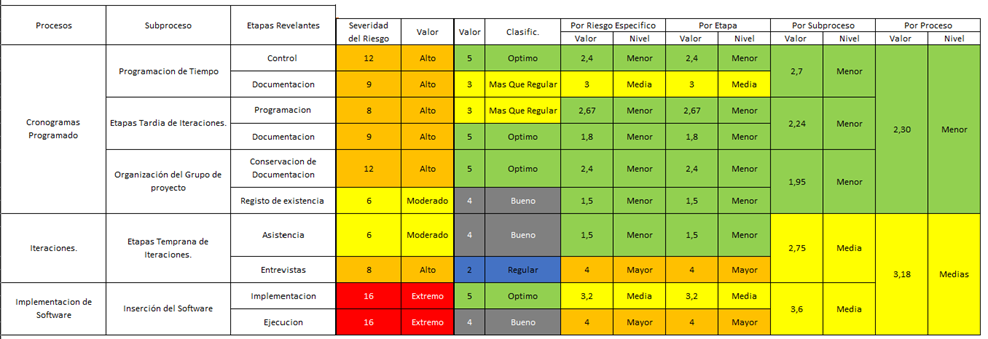 Procesos Subproceso Etapas Revelantes Severidad del Riesgo Valor Valor Clasific. Por Riesgo Especifico Por Etapa Por Subproceso Por Proceso
Valor Nivel Valor Nivel Valor Nivel Valor Nivel
Cronogramas Programado Programacion de Tiempo Control 12 Alto 5 Optimo 2,4 Menor 2,4 Menor 2,7 Menor 2,30 Menor
Documentacion 9 Alto 3 Mas Que Regular 3 Media 3 Media
Etapas Tardia de Iteraciones. Programacion 8 Alto 3 Mas Que Regular 2,67 Menor 2,67 Menor 2,24 Menor
Documentacion 9 Alto 5 Optimo 1,8 Menor 1,8 Menor
Organización del Grupo de proyecto Conservacion de Documentacion 12 Alto 5 Optimo 2,4 Menor 2,4 Menor 1,95 Menor
Registo de existencia 6 Moderado 4 Bueno 1,5 Menor 1,5 Menor
Iteraciones. Etapas Temprana de Iteraciones. Asistencia 6 Moderado 4 Bueno 1,5 Menor 1,5 Menor 2,75 Media 3,18 Medias
Entrevistas 8 Alto 2 Regular 4 Mayor 4 Mayor
Implementacion de Software Inserción del Software Implementacion 16 Extremo 5 Optimo 3,2 Media 3,2 Media 3,6 Media
Ejecucion 16 Extremo 4 Bueno 4 Mayor 4 Mayor